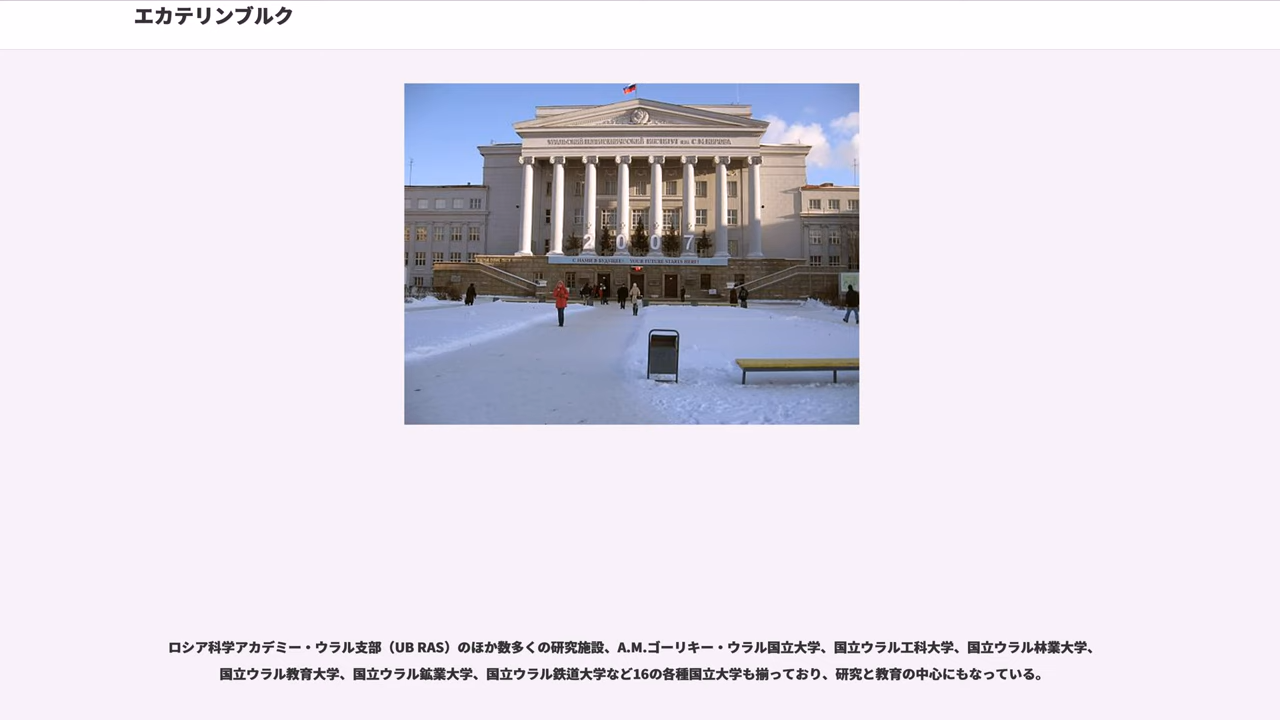 エカテリンブルク
2007
YOUR FUTURE STARTS HERE!
ロシア科学アカデミー・ウラル支部（UB RAS）のほか数多くの研究施設、A.M.ゴーリキー・ウラル国立大学、国立ウラル工科大学、国立ウラル林業大学、
国立ウラル教育大学、国立ウラル鉱業大学、国立ウラル鉄道大学など16の各種国立大学も揃っており、研究と教育の中心にもなっている。